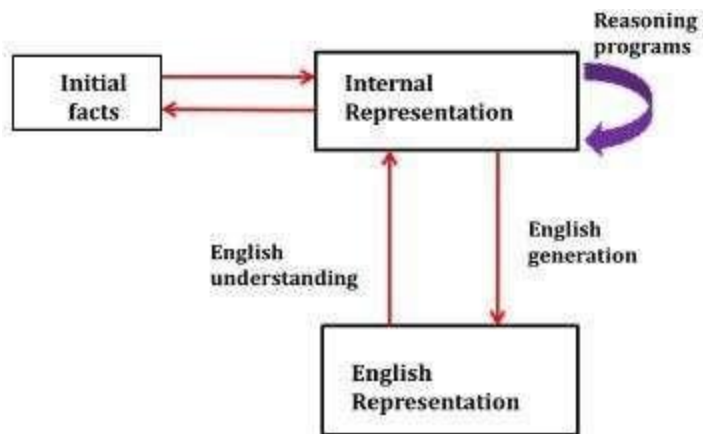 Reasoning
programs
Initial
facts
Internal
Representation
English
understanding
English
generation
English
Representation